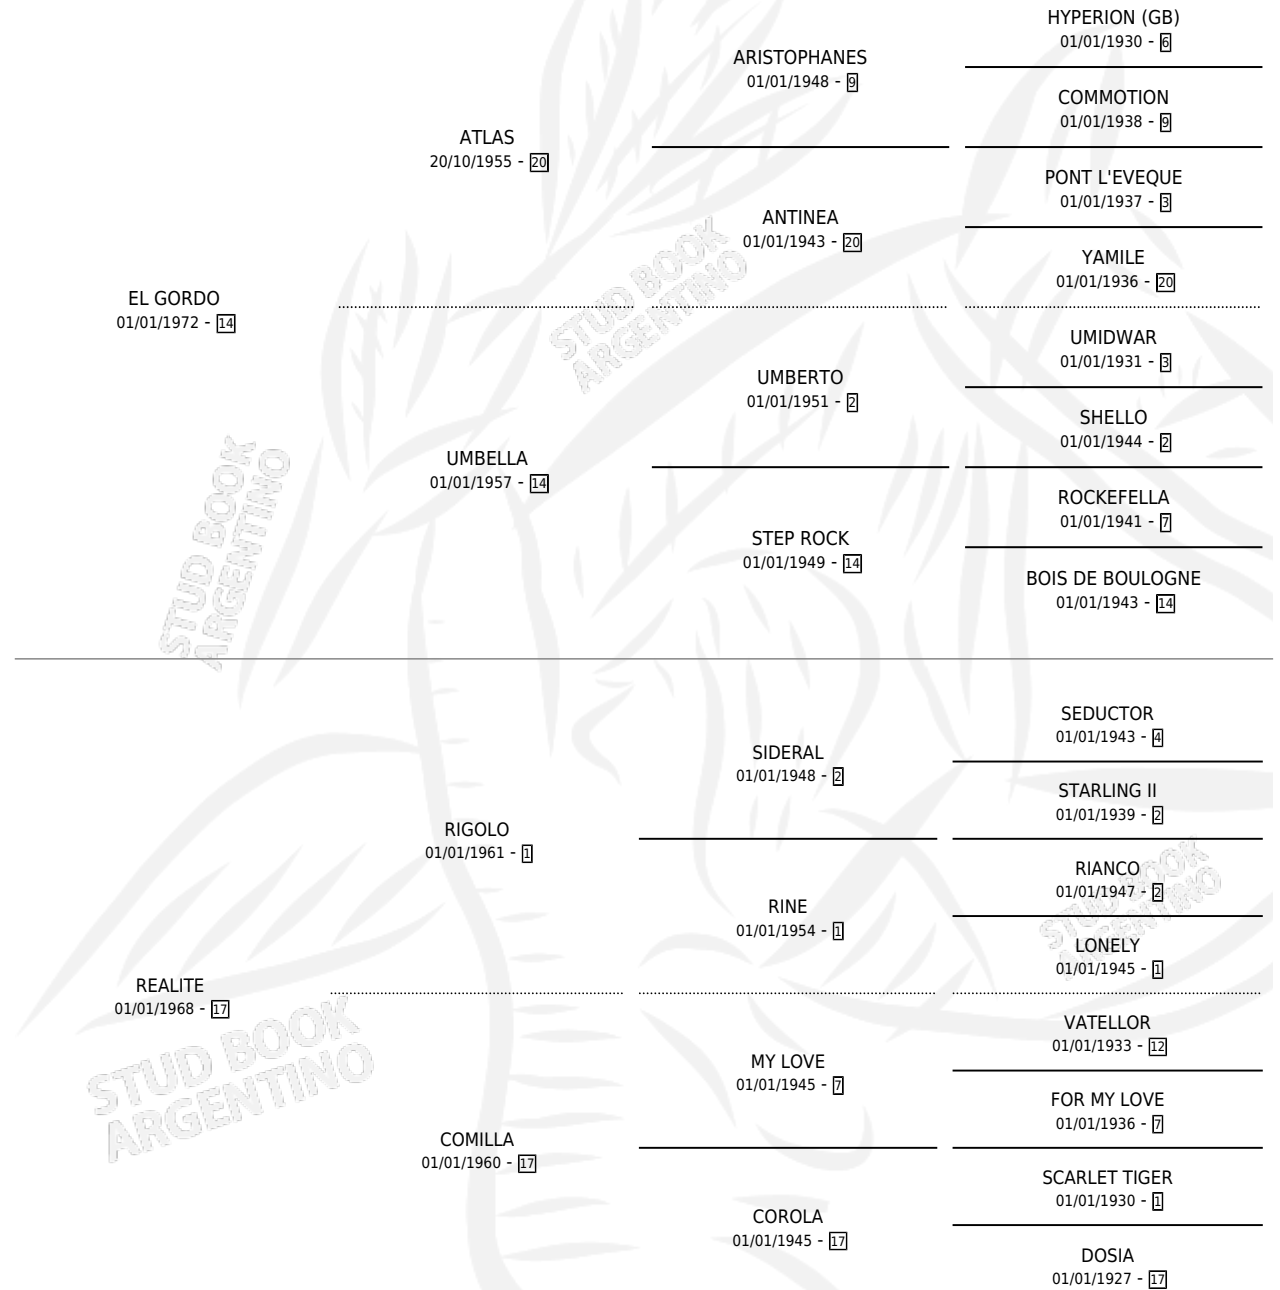 HYPERION (GB)
01/01/1930 - 6
ARISTOPHANES
01/01/1948 - 9
COMMOTION
01/01/1938 - 9
ATLAS
20/10/1955 - 20
PONT L'EVEQUE
01/01/1937 - 3
ANTINEA
01/01/1943 - 20
YAMILE
01/01/1936 - 20
EL GORDO
01/01/1972 - 14
UMIDWAR
01/01/1931 - 3
UMBERTO
01/01/1951 - 2
SHELLO
01/01/1944 - 2
UMBELLA
01/01/1957 - 14
ROCKEFELLA
01/01/1941 - 7
STEP ROCK
01/01/1949 - 14
BOIS DE BOULOGNE
01/01/1943 - 14
SEDUCTOR
01/01/1943 - 4
SIDERAL
01/01/1948 - 2
STARLING II
01/01/1939 - 2
RIGOLO
01/01/1961 - 1
RIANCO
01/01/1947 - 2
RINE
01/01/1954 - 1
LONELY
01/01/1945 - 1
REALITE
01/01/1968 - 17
VATELLOR
01/01/1933 - 12
MY LOVE
01/01/1945 - 7
FOR MY LOVE
01/01/1936 - 7
COMILLA
01/01/1960 - 17
SCARLET TIGER
01/01/1930 - 1
COROLA
01/01/1945 - 17
DOSIA
01/01/1927 - 17
STUD BOOK
ARGENTINO
STUD BOOK
ARGENTINO
STUD BOOK
ARGENTINO
STUD BOOK
ARGENTINO